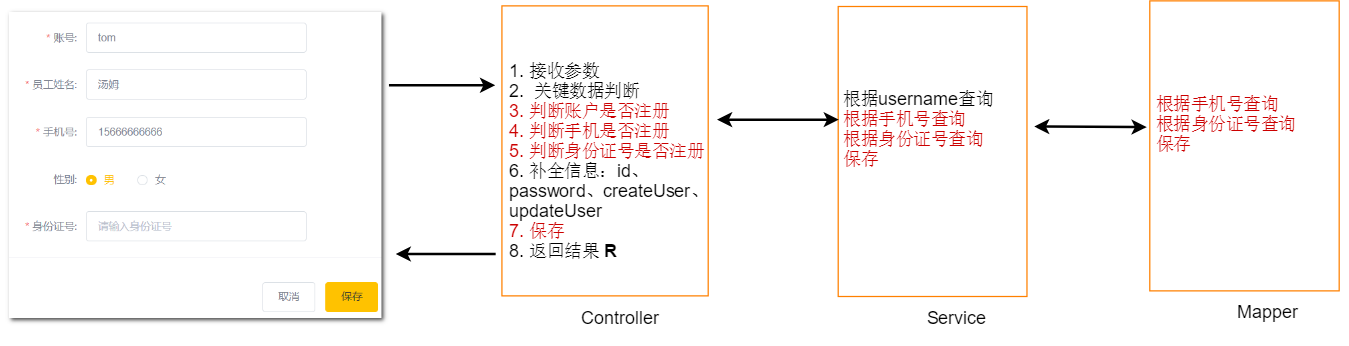 * 账号: tom
* 员工姓名: 汤姆
* 手机号: 15666666666
性别: 男 女
* 身份证号: 请输入身份证号
取消 保存
1. 接收参数
2. 关键数据判断
3. 判断账户是否注册
4. 判断手机是否注册
5. 判断身份证号是否注册
6. 补全信息：id、
password、createUser、
updateUser
7. 保存
8. 返回结果 R
Controller
根据username查询
根据手机号查询
根据身份证号查询
保存
Service
根据手机号查询
根据身份证号查询
保存
Mapper